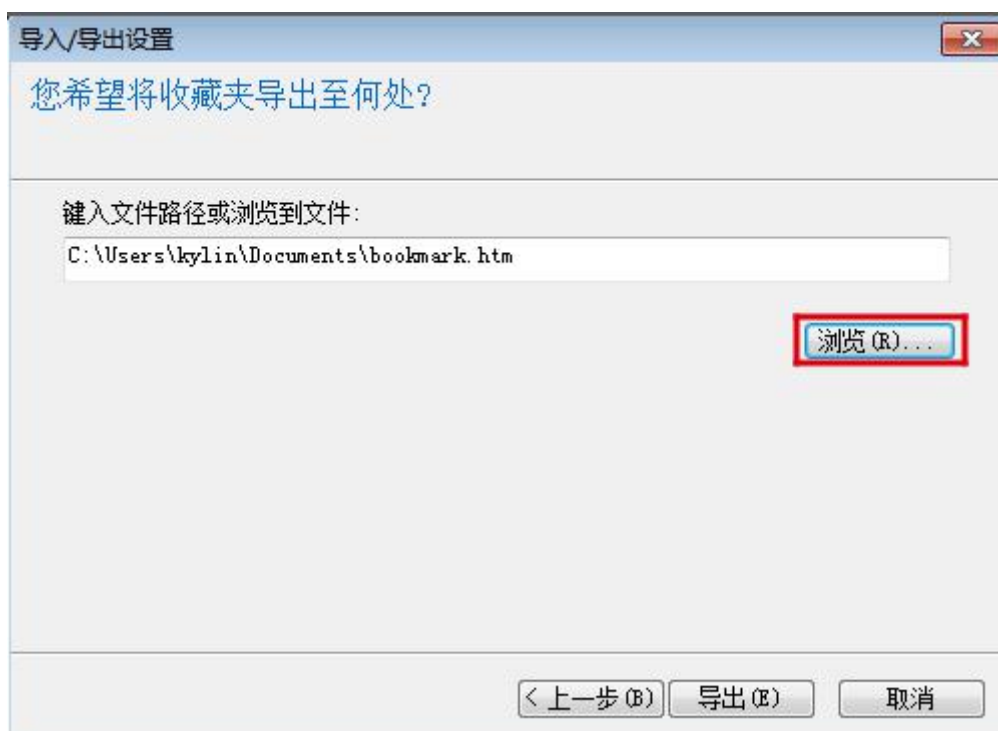 导入/导出设置
您希望将收藏夹导出至何处?
键入文件路径或浏览到文件:
C:\Users\kylin\Documents\bookmark.htm
浏览(R)...
< 上一步(B) 导出(E) 取消